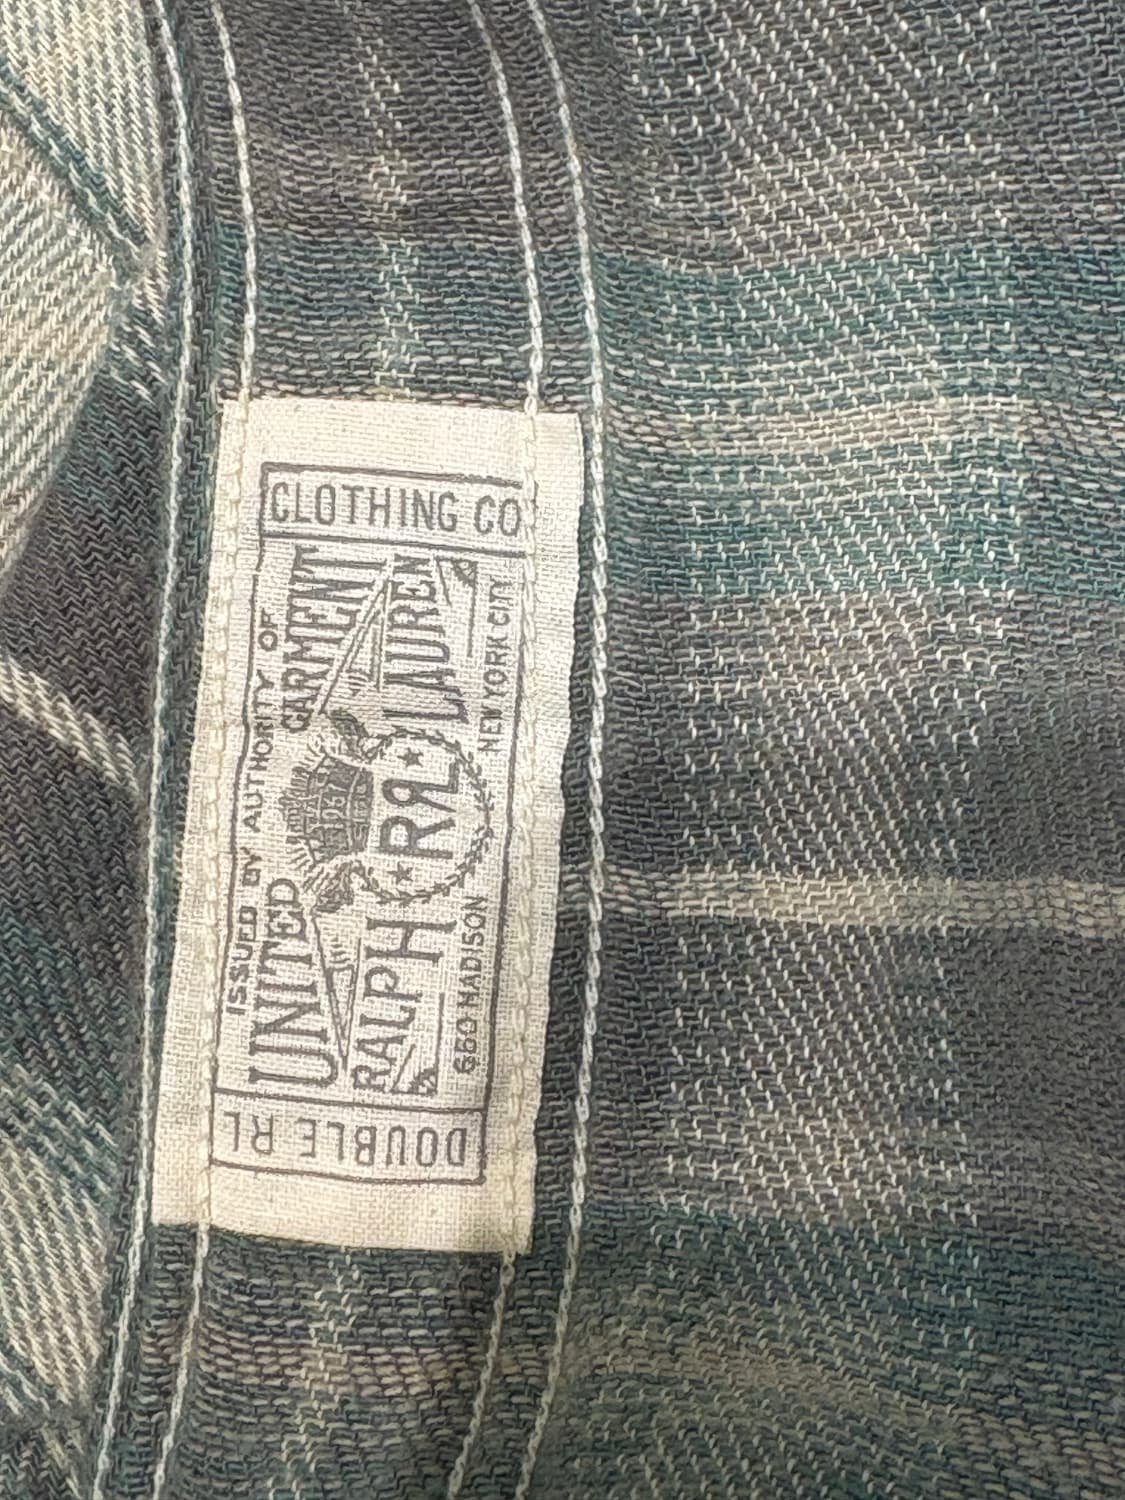 DOUBLE RL
ISSUED BY AUTHORITY OF
UNITED GARMENT
RALPH RRL LAUREN
660 MADISON NEW YORK CITY
CLOTHING CO